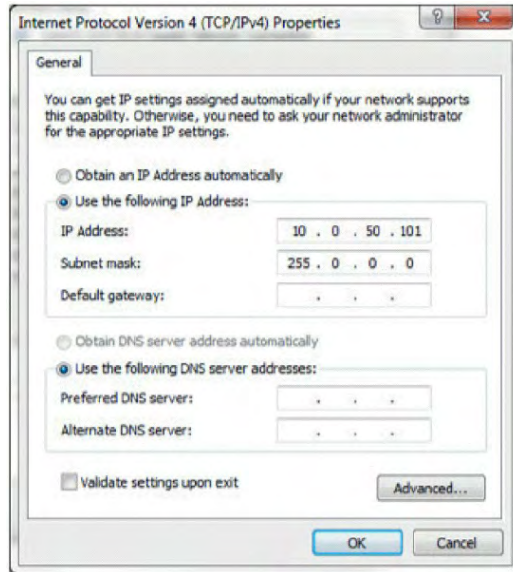 Internet Protocol Version 4 (TCP/IPv4) Properties
General
You can get IP settings assigned automatically if your network supports
this capability. Otherwise, you need to ask your network administrator
for the appropriate IP settings.
Obtain an IP Address automatically
Use the following IP Address:
IP Address: 10 . 0 . 50 . 101
Subnet mask: 255 . 0 . 0 . 0
Default gateway: . . .
Obtain DNS server address automatically
Use the following DNS server addresses:
Preferred DNS server: . . .
Alternate DNS server: . . .
Validate settings upon exit
Advanced...
OK Cancel